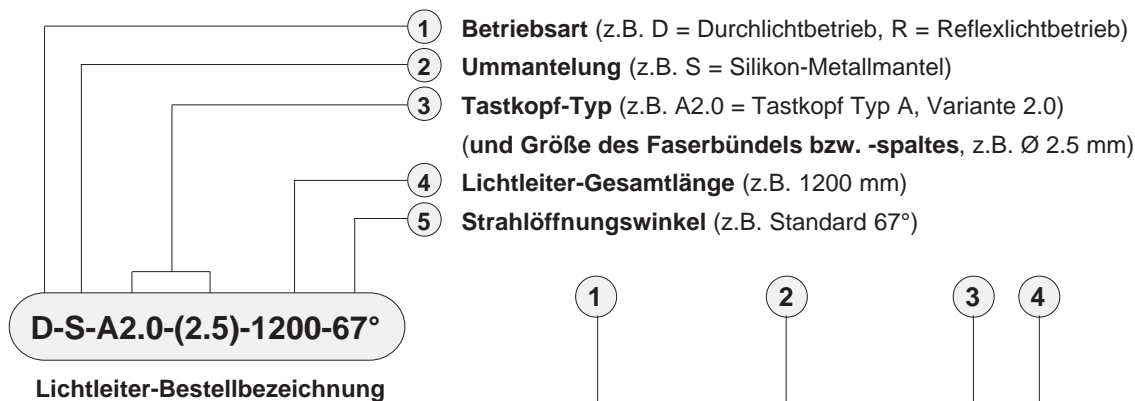 1 Betriebsart (z.B. D = Durchlichtbetrieb, R = Reflexlichtbetrieb)
2 Ummantelung (z.B. S = Silikon-Metallmantel)
3 Tastkopf-Typ (z.B. A2.0 = Tastkopf Typ A, Variante 2.0)
(und Größe des Faserbündels bzw. -spaltes, z.B. Ø 2.5 mm)
4 Lichtleiter-Gesamtlänge (z.B. 1200 mm)
5 Strahlöffnungswinkel (z.B. Standard 67°)
1 2 3 4
D-S-A2.0-(2.5)-1200-67°
Lichtleiter-Bestellbezeichnung